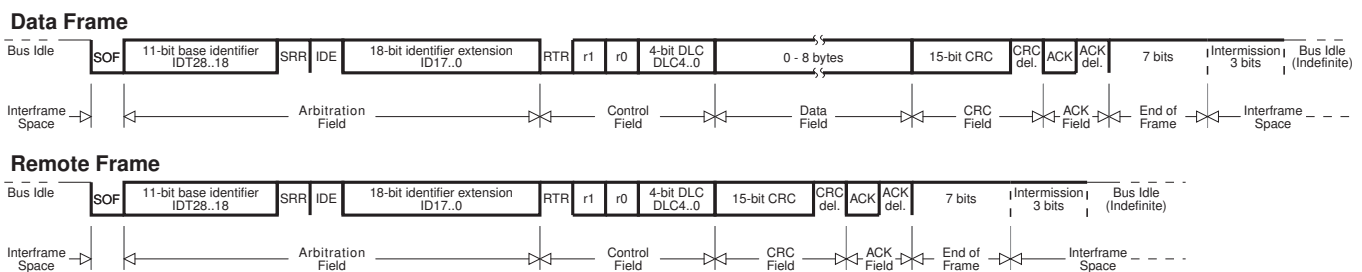 Data Frame
Bus Idle
SOF
11-bit base identifier
IDT28..18
SRR
IDE
18-bit identifier extension
ID17..0
RTR
r1
r0
4-bit DLC
DLC4..0
0 - 8 bytes
15-bit CRC
CRC
del.
ACK
ACK
del.
7 bits
Intermission
3 bits
Bus Idle
(Indefinite)
Interframe
Space
Arbitration
Field
Control
Field
Data
Field
CRC
Field
ACK
Field
End of
Frame
Interframe
Space
Remote Frame
Bus Idle
SOF
11-bit base identifier
IDT28..18
SRR
IDE
18-bit identifier extension
ID17..0
RTR
r1
r0
4-bit DLC
DLC4..0
15-bit CRC
CRC
del.
ACK
ACK
del.
7 bits
Intermission
3 bits
Bus Idle
(Indefinite)
Interframe
Space
Arbitration
Field
Control
Field
CRC
Field
ACK
Field
End of
Frame
Interframe
Space